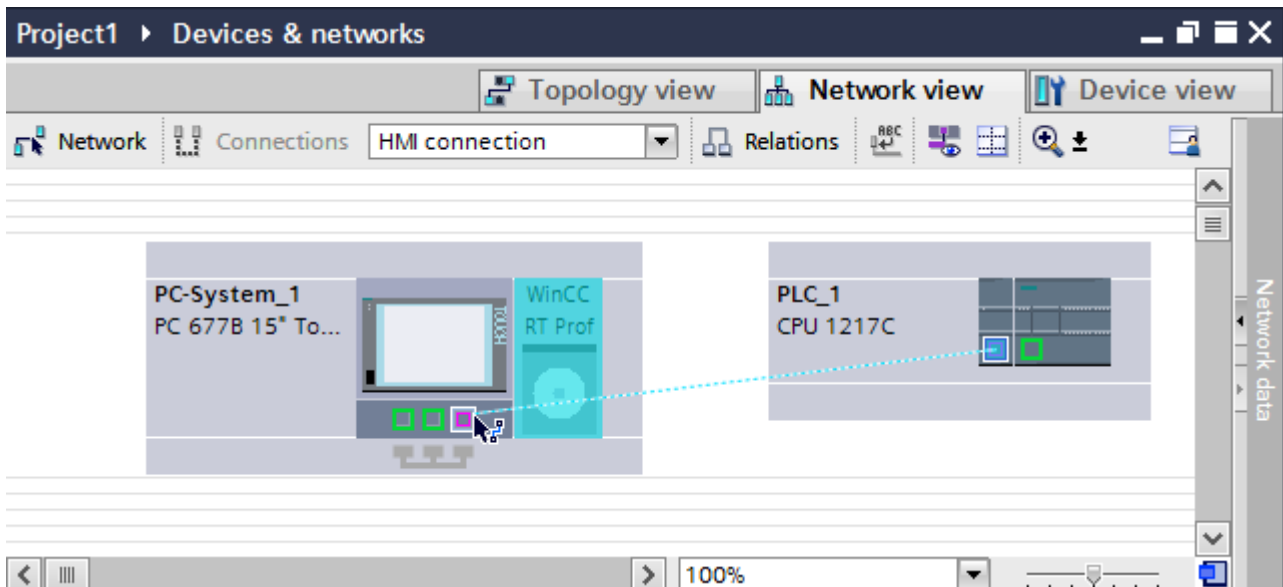 Project1 ▸ Devices & networks
Topology view Network view Device view
Network Connections HMI connection Relations
PC-System_1
PC 677B 15" To...
TOUCH
WinCC
RT Prof
PLC_1
CPU 1217C
Network data
100%